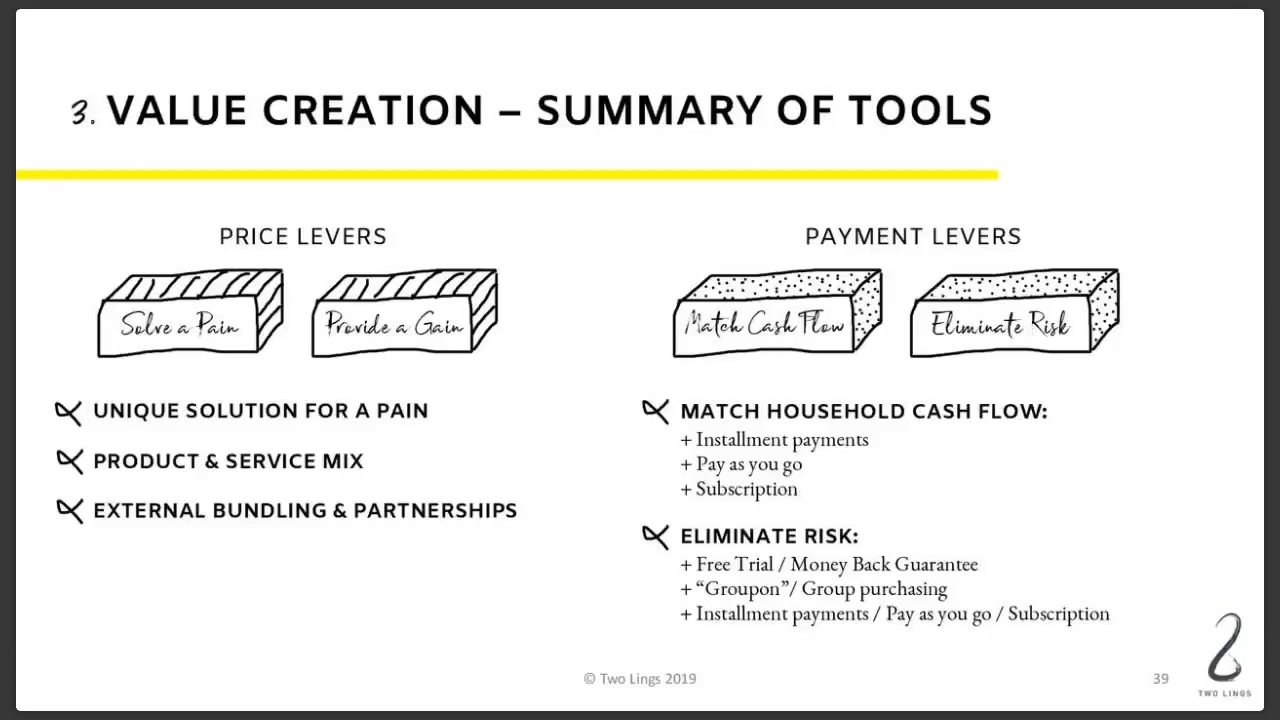 3. VALUE CREATION – SUMMARY OF TOOLS
PRICE LEVERS
Solve a Pain
Provide a Gain
UNIQUE SOLUTION FOR A PAIN
PRODUCT & SERVICE MIX
EXTERNAL BUNDLING & PARTNERSHIPS
PAYMENT LEVERS
Match Cash Flow
Eliminate Risk
MATCH HOUSEHOLD CASH FLOW:
+ Installment payments
+ Pay as you go
+ Subscription
ELIMINATE RISK:
+ Free Trial / Money Back Guarantee
+ “Groupon”/ Group purchasing
+ Installment payments / Pay as you go / Subscription
© Two Lings 2019
39
TWO LINGS